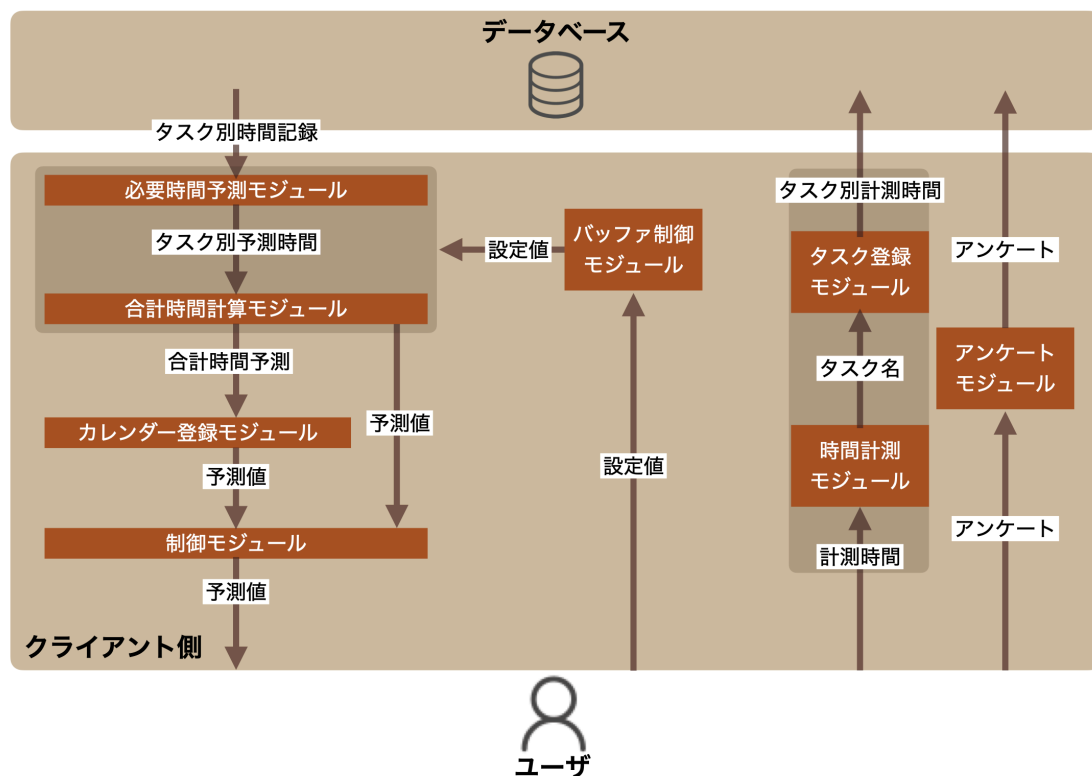 データベース
タスク別時間記録
必要時間予測モジュール
タスク別予測時間
合計時間計算モジュール
合計時間予測
カレンダー登録モジュール
予測値
予測値
制御モジュール
予測値
設定値
バッファ制御
モジュール
設定値
タスク別計測時間
タスク登録
モジュール
タスク名
時間計測
モジュール
計測時間
アンケート
アンケート
モジュール
アンケート
クライアント側
ユーザ